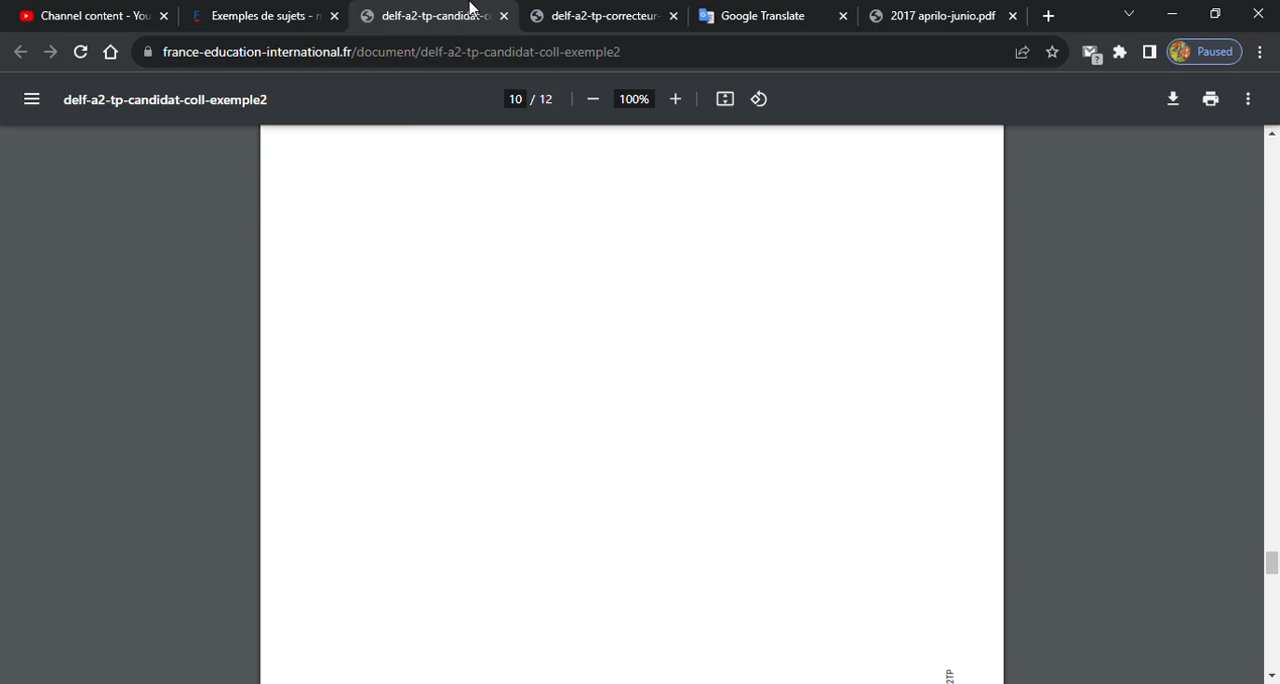 Channel content - You
Exemples de sujets - n
delf-a2-tp-candidat-c
delf-a2-tp-correcteur-
Google Translate
2017 aprilo-junio.pdf
france-education-international.fr/document/delf-a2-tp-candidat-coll-exemple2
Paused
delf-a2-tp-candidat-coll-exemple2
10 / 12
100%
2TP